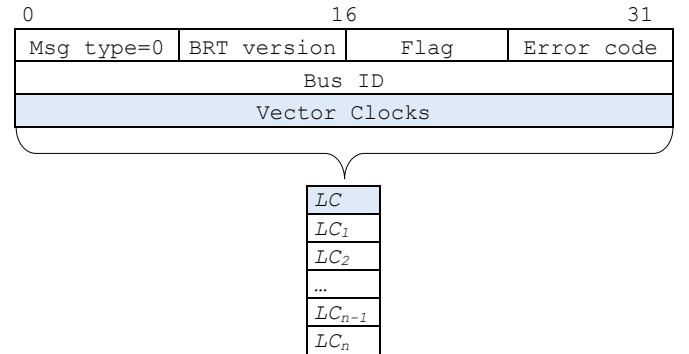 0 16 31
Msg type=0 BRT version Flag Error code
Bus ID
Vector Clocks
LC
LC₁
LC₂
…
LCₙ₋₁
LCₙ